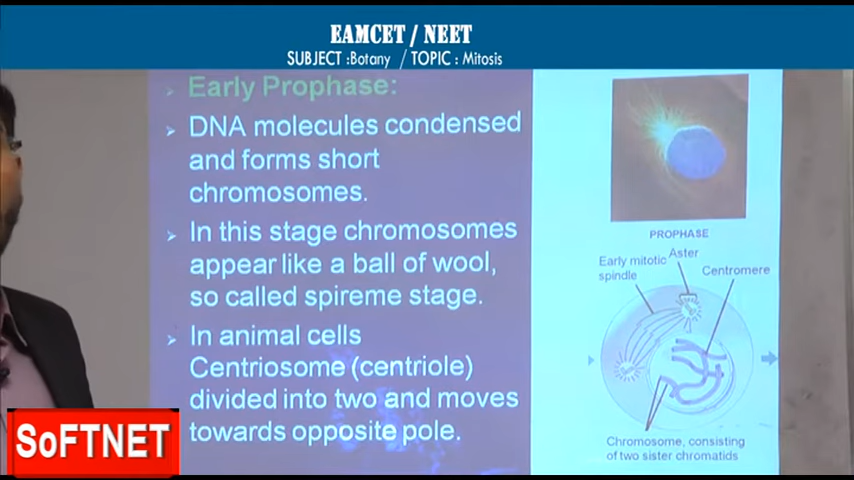 EAMCET / NEET
SUBJECT :Botany / TOPIC : Mitosis
Early Prophase:
DNA molecules condensed
and forms short
chromosomes.
In this stage chromosomes
appear like a ball of wool,
so called spireme stage.
In animal cells
Centriosome (centriole)
divided into two and moves
towards opposite pole.
PROPHASE
Early mitotic
spindle
Aster
Centromere
Chromosome, consisting
of two sister chromatids
SoFTNET